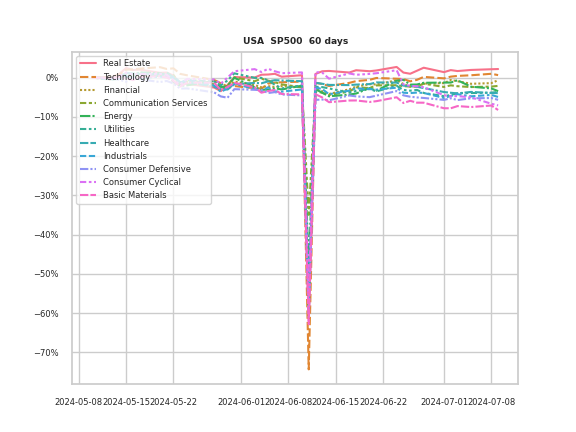 USA SP500 60 days
Real Estate
Technology
Financial
Communication Services
Energy
Utilities
Healthcare
Industrials
Consumer Defensive
Consumer Cyclical
Basic Materials
0%
−10%
−20%
−30%
−40%
−50%
−60%
−70%
2024-05-08 2024-05-15 2024-05-22 2024-06-01 2024-06-08 2024-06-15 2024-06-22 2024-07-01 2024-07-08